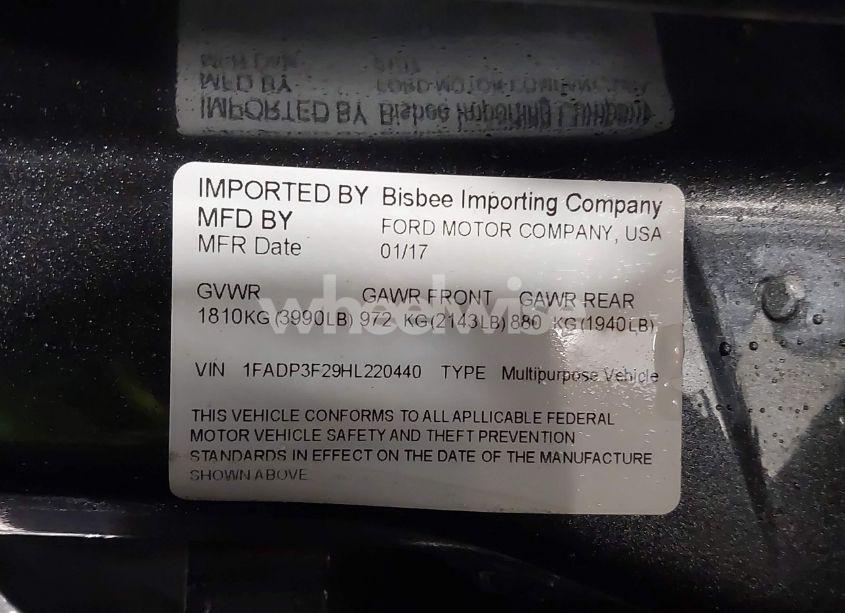 IMPORTED BY Bisbee Importing Company
MFD BY FORD MOTOR COMPANY, USA
MFR Date 01/17
GVWR GAWR FRONT GAWR REAR
1810KG (3990LB) 972 KG(2143LB) 880 KG(1940LB)
wheelwise
VIN 1FADP3F29HL220440 TYPE Multipurpose Vehicle
THIS VEHICLE CONFORMS TO ALL APLLICABLE FEDERAL
MOTOR VEHICLE SAFETY AND THEFT PREVENTION
STANDARDS IN EFFECT ON THE DATE OF THE MANUFACTURE
SHOWN ABOVE